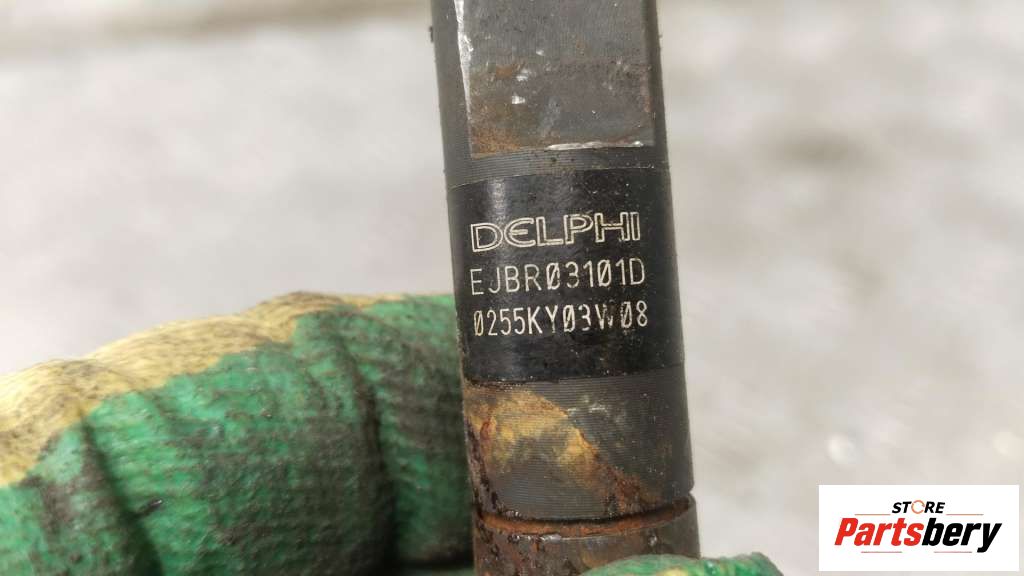 DELPHI
EJBR03101D
0255KY03W08
STORE
Partsbery